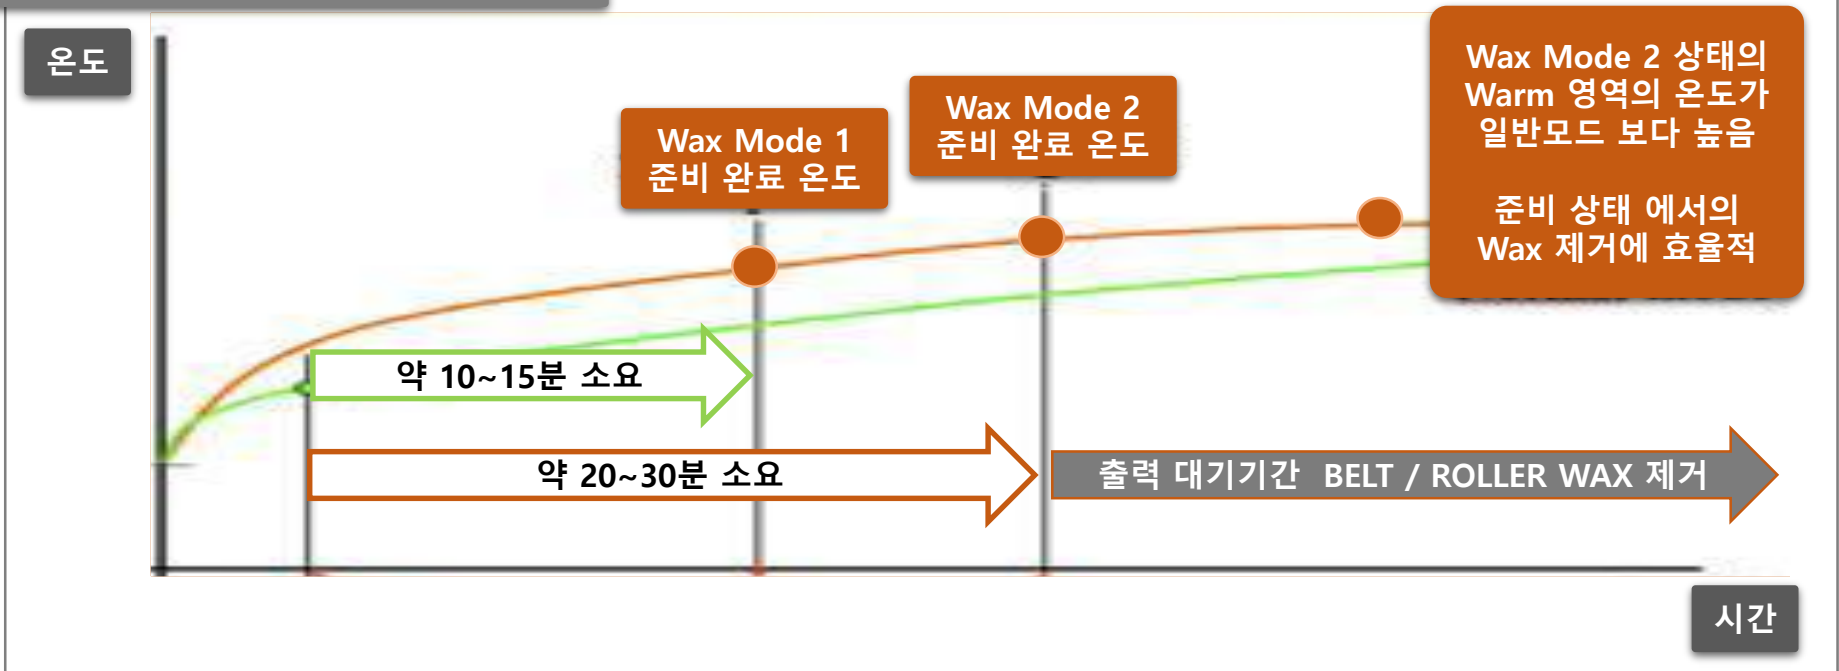 온도
Wax Mode 1
준비 완료 온도
Wax Mode 2
준비 완료 온도
Wax Mode 2 상태의
Warm 영역의 온도가
일반모드 보다 높음
준비 상태 에서의
Wax 제거에 효율적
약 10~15분 소요
약 20~30분 소요
출력 대기기간 BELT / ROLLER WAX 제거
시간